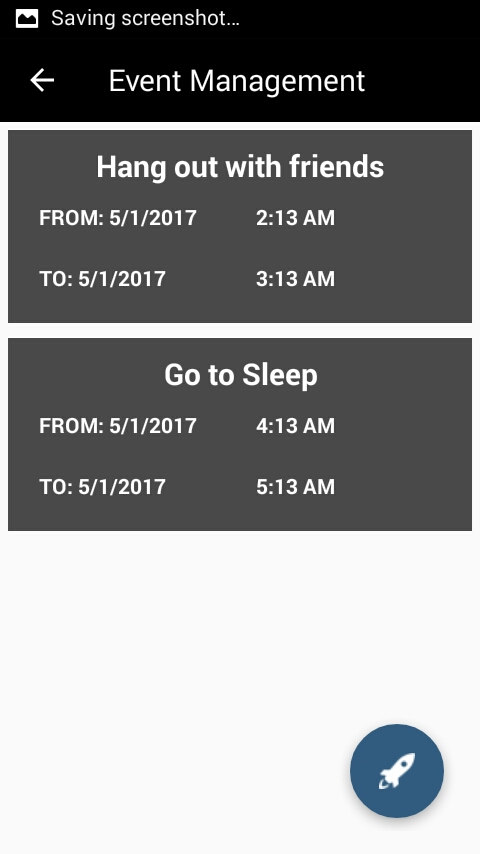 Saving screenshot...
Event Management
Hang out with friends
FROM: 5/1/2017 2:13 AM
TO: 5/1/2017 3:13 AM
Go to Sleep
FROM: 5/1/2017 4:13 AM
TO: 5/1/2017 5:13 AM